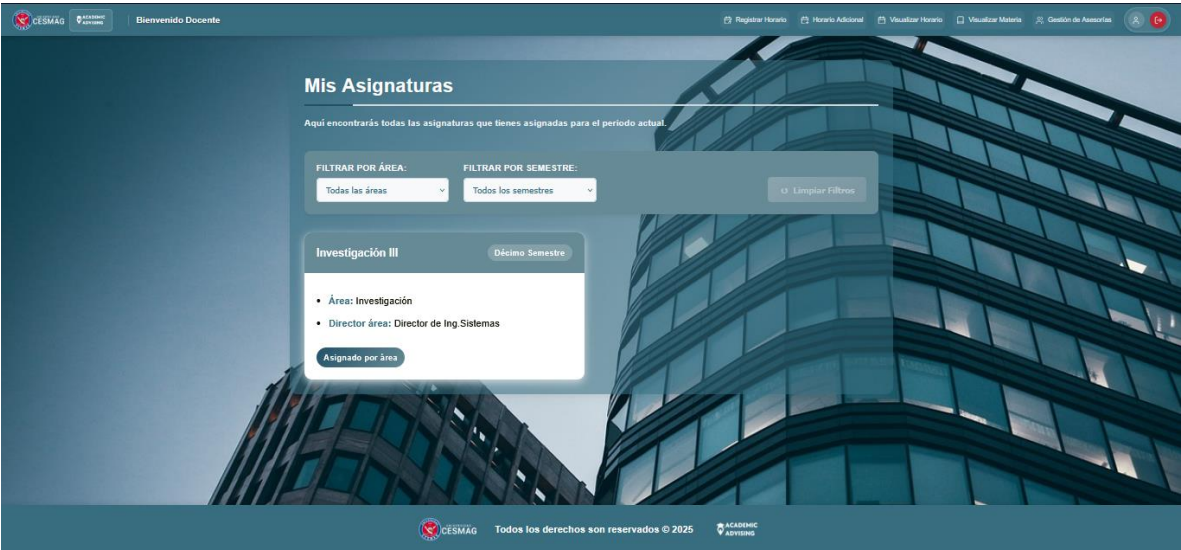 CESMAG
ACADEMIC
ADVISING
Bienvenido Docente
Registrar Horario
Horario Adicional
Visualizar Horario
Visualizar Materia
Gestión de Asesorías
Mis Asignaturas
Aquí encontrarás todas las asignaturas que tienes asignadas para el periodo actual.
FILTRAR POR ÁREA:
FILTRAR POR SEMESTRE:
Todas las áreas
Todos los semestres
Limpiar Filtros
Investigación III
Décimo Semestre
• Área: Investigación
• Director área: Director de Ing.Sistemas
Asignado por àrea
CESMAG
Todos los derechos son reservados © 2025
ACADEMIC
ADVISING